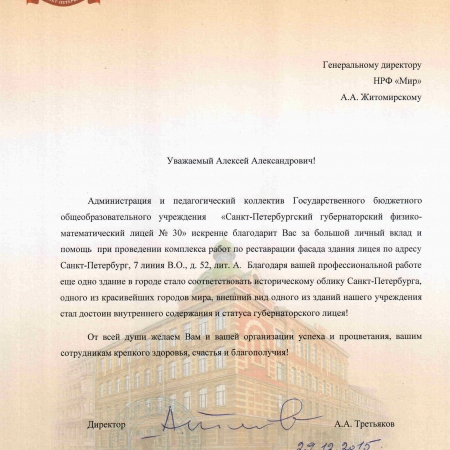 Генеральному директору
НРФ «Мир»
А.А. Житомирскому
Уважаемый Алексей Александрович!
Администрация и педагогический коллектив Государственного бюджетного
общеобразовательного учреждения «Санкт-Петербургский губернаторский физико-
математический лицей № 30» искренне благодарит Вас за большой личный вклад и
помощь при проведении комплекса работ по реставрации фасада здания лицея по адресу
Санкт-Петербург, 7 линия В.О., д. 52, лит. А. Благодаря вашей профессиональной работе
еще одно здание в городе стало соответствовать историческому облику Санкт-Петербурга,
одного из красивейших городов мира, внешний вид одного из зданий нашего учреждения
стал достоин внутреннего содержания и статуса губернаторского лицея!
От всей души желаем Вам и вашей организации успеха и процветания, вашим
сотрудникам крепкого здоровья, счастья и благополучия!
Директор
А.А. Третьяков
29.12.2015.